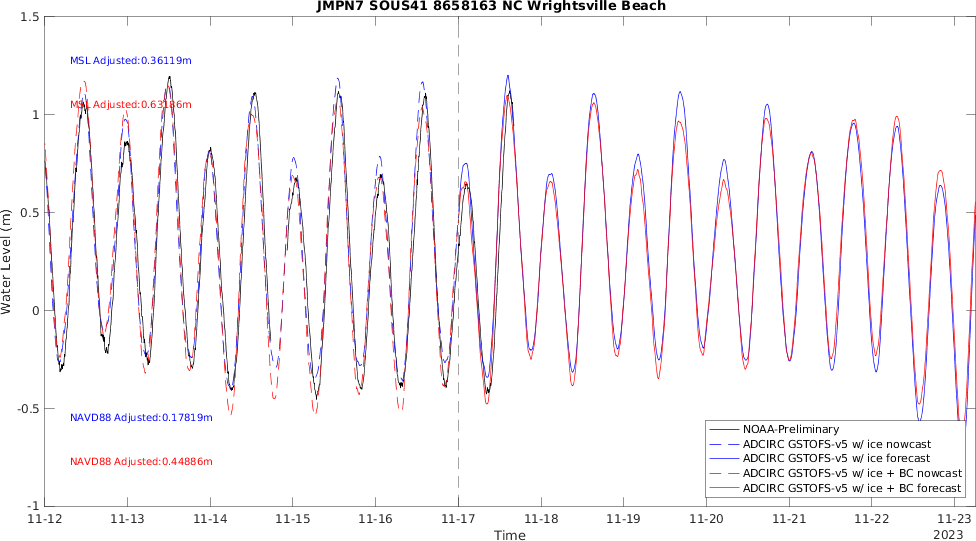 JMPN7 SOUS41 8658163 NC Wrightsville Beach
1.5
MSL Adjusted:0.36119m
MSL Adjusted:0.63186m
1
0.5
Water Level (m)
0
-0.5
NAVD88 Adjusted:0.17819m
NAVD88 Adjusted:0.44886m
NOAA-Preliminary
ADCIRC GSTOFS-v5 w/ ice nowcast
ADCIRC GSTOFS-v5 w/ ice forecast
ADCIRC GSTOFS-v5 w/ ice + BC nowcast
ADCIRC GSTOFS-v5 w/ ice + BC forecast
-1
11-12 11-13 11-14 11-15 11-16 11-17 11-18 11-19 11-20 11-21 11-22 11-23
Time
2023